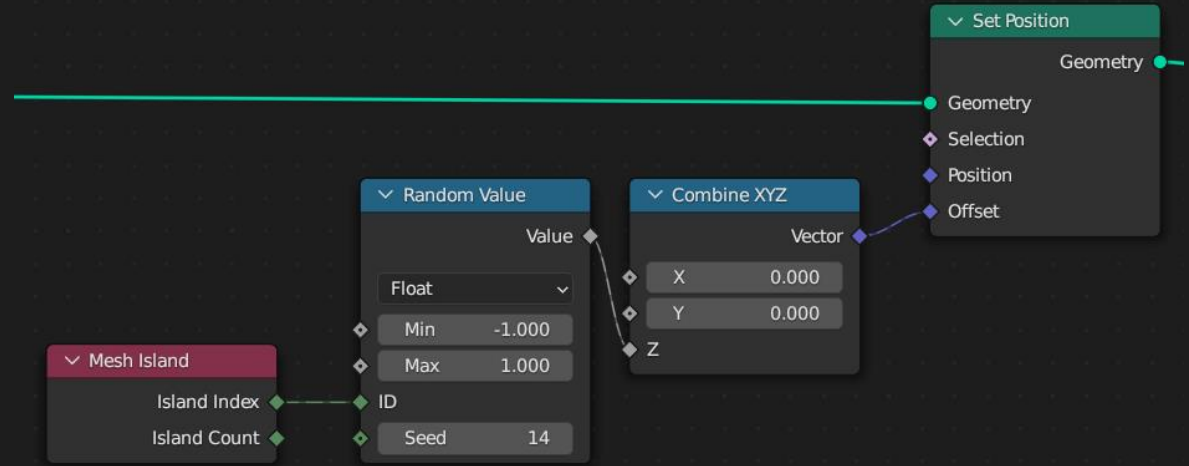 Set Position
Geometry
Geometry
Selection
Position
Offset
Random Value
Value
Float
Min -1.000
Max 1.000
ID
Seed 14
Combine XYZ
Vector
X 0.000
Y 0.000
Z
Mesh Island
Island Index
Island Count